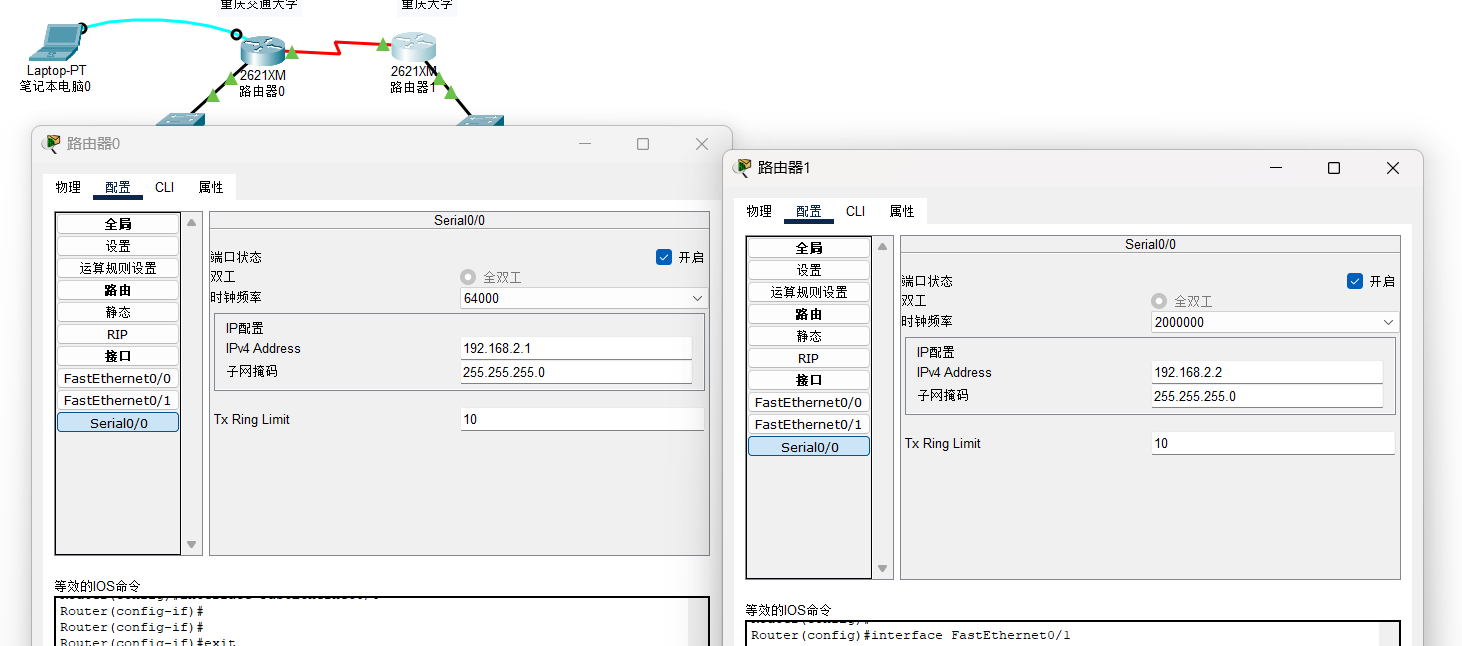 重庆交通大学
重庆大学
Laptop-PT
笔记本电脑0
2621XM
路由器0
2621XM
路由器1
路由器0
物理 配置 CLI 属性
全局
设置
运算规则设置
路由
静态
RIP
接口
FastEthernet0/0
FastEthernet0/1
Serial0/0
Serial0/0
端口状态 开启
双工 全双工
时钟频率 64000
IP配置
IPv4 Address 192.168.2.1
子网掩码 255.255.255.0
Tx Ring Limit 10
等效的IOS命令
Router(config-if)#
Router(config-if)#
Router(config-if)#exit
路由器1
物理 配置 CLI 属性
全局
设置
运算规则设置
路由
静态
RIP
接口
FastEthernet0/0
FastEthernet0/1
Serial0/0
Serial0/0
端口状态 开启
双工 全双工
时钟频率 2000000
IP配置
IPv4 Address 192.168.2.2
子网掩码 255.255.255.0
Tx Ring Limit 10
等效的IOS命令
Router(config)#interface FastEthernet0/1